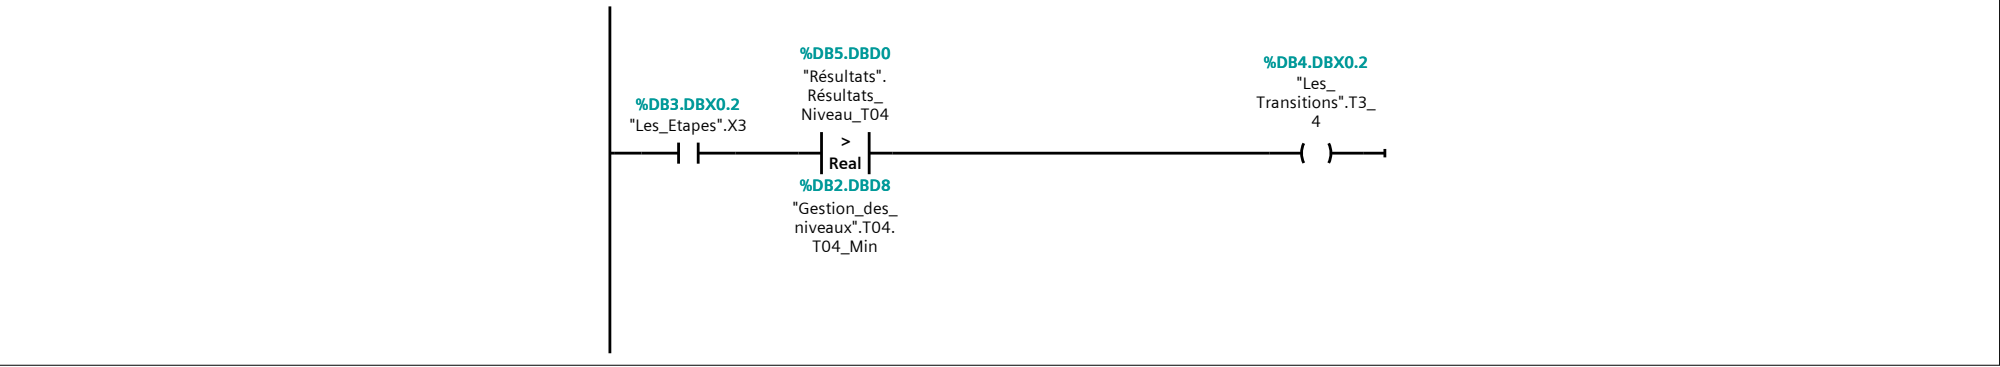 %DB3.DBX0.2
"Les_Etapes".X3
%DB5.DBD0
"Résultats".
Résultats_
Niveau_T04
>
Real
%DB2.DBD8
"Gestion_des_
niveaux".T04.
T04_Min
%DB4.DBX0.2
"Les_
Transitions".T3_
4